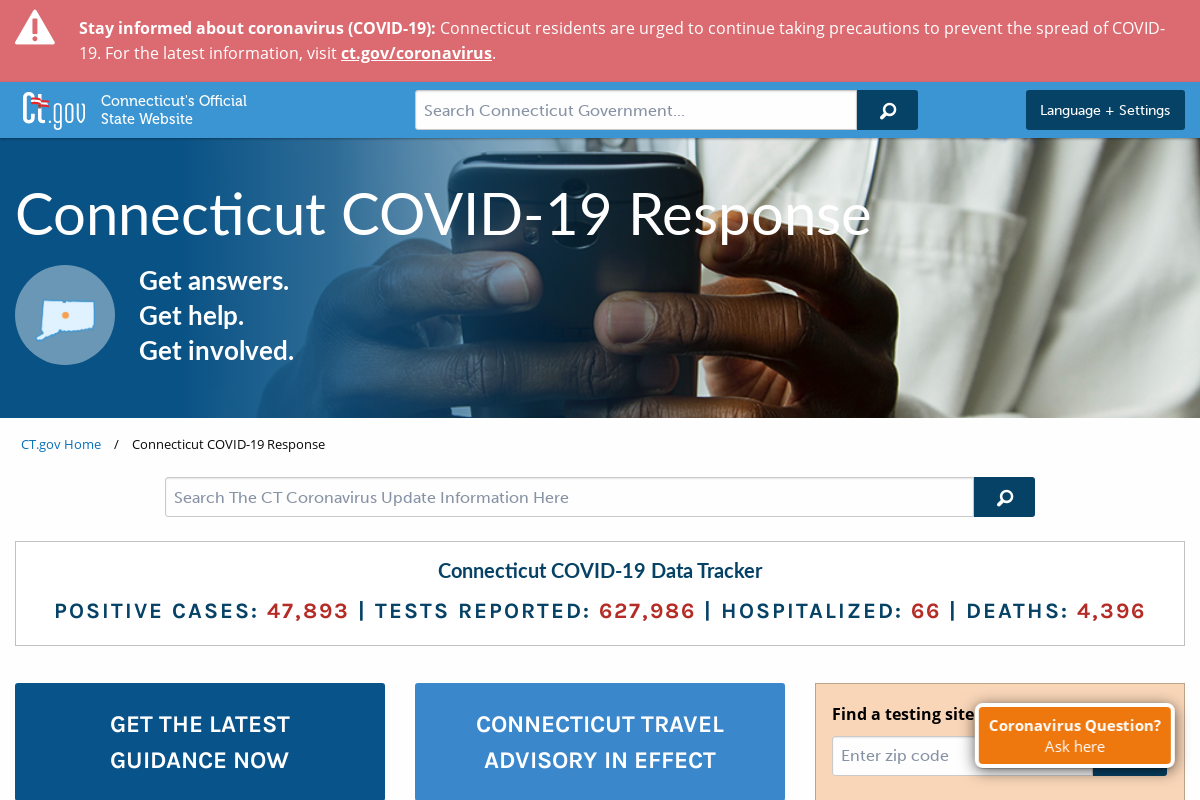 Stay informed about coronavirus (COVID-19): Connecticut residents are urged to continue taking precautions to prevent the spread of COVID-
19. For the latest information, visit ct.gov/coronavirus.
Ct.gov
Connecticut's Official
State Website
Search Connecticut Government...
Language + Settings
Connecticut COVID-19 Response
Get answers.
Get help.
Get involved.
CT.gov Home / Connecticut COVID-19 Response
Search The CT Coronavirus Update Information Here
Connecticut COVID-19 Data Tracker
POSITIVE CASES: 47,893 | TESTS REPORTED: 627,986 | HOSPITALIZED: 66 | DEATHS: 4,396
GET THE LATEST
GUIDANCE NOW
CONNECTICUT TRAVEL
ADVISORY IN EFFECT
Find a testing site
Enter zip code
Coronavirus Question?
Ask here